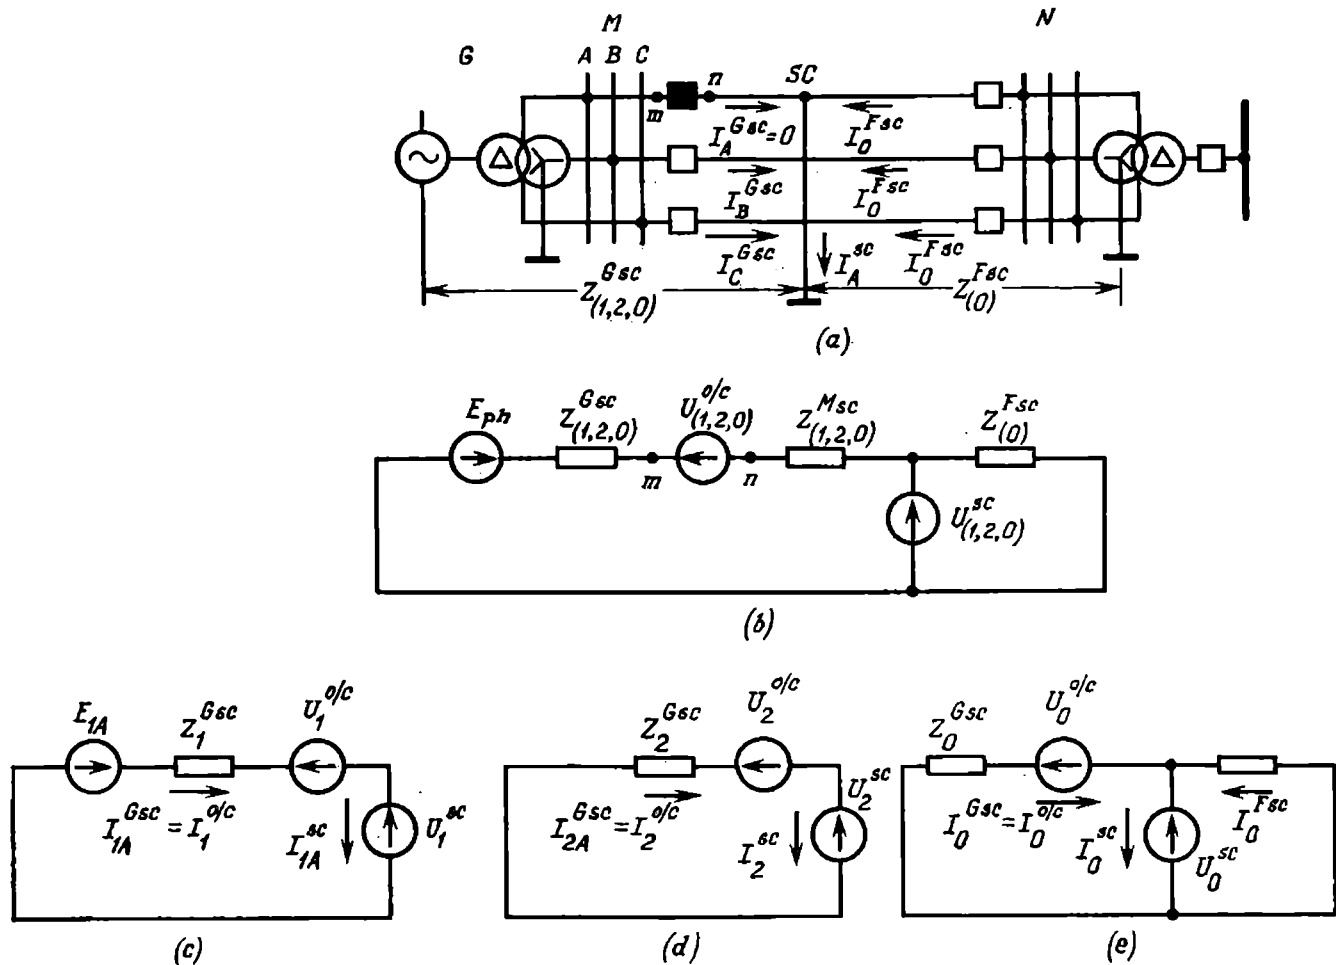 M
N
G
A B C
m
n
SC
I_A^{Gsc}=0
I_0^{Fsc}
I_B^{Gsc}
I_0^{Fsc}
I_C^{Gsc}
I_A^{sc}
I_0^{Fsc}
Z_{(1,2,0)}^{Gsc}
Z_{(0)}^{Fsc}
(a)
E_{ph}
Z_{(1,2,0)}^{Gsc}
U_{(1,2,0)}^{o/c}
Z_{(1,2,0)}^{Msc}
Z_{(0)}^{Fsc}
m
n
U_{(1,2,0)}^{sc}
(b)
E_{1A}
Z_1^{Gsc}
U_1^{o/c}
I_{1A}^{Gsc}=I_1^{o/c}
I_{1A}^{sc}
U_1^{sc}
(c)
Z_2^{Gsc}
U_2^{o/c}
I_{2A}^{Gsc}=I_2^{o/c}
I_2^{sc}
U_2^{sc}
(d)
Z_0^{Gsc}
U_0^{o/c}
I_0^{Gsc}=I_0^{o/c}
I_0^{sc}
U_0^{sc}
I_0^{Fsc}
(e)